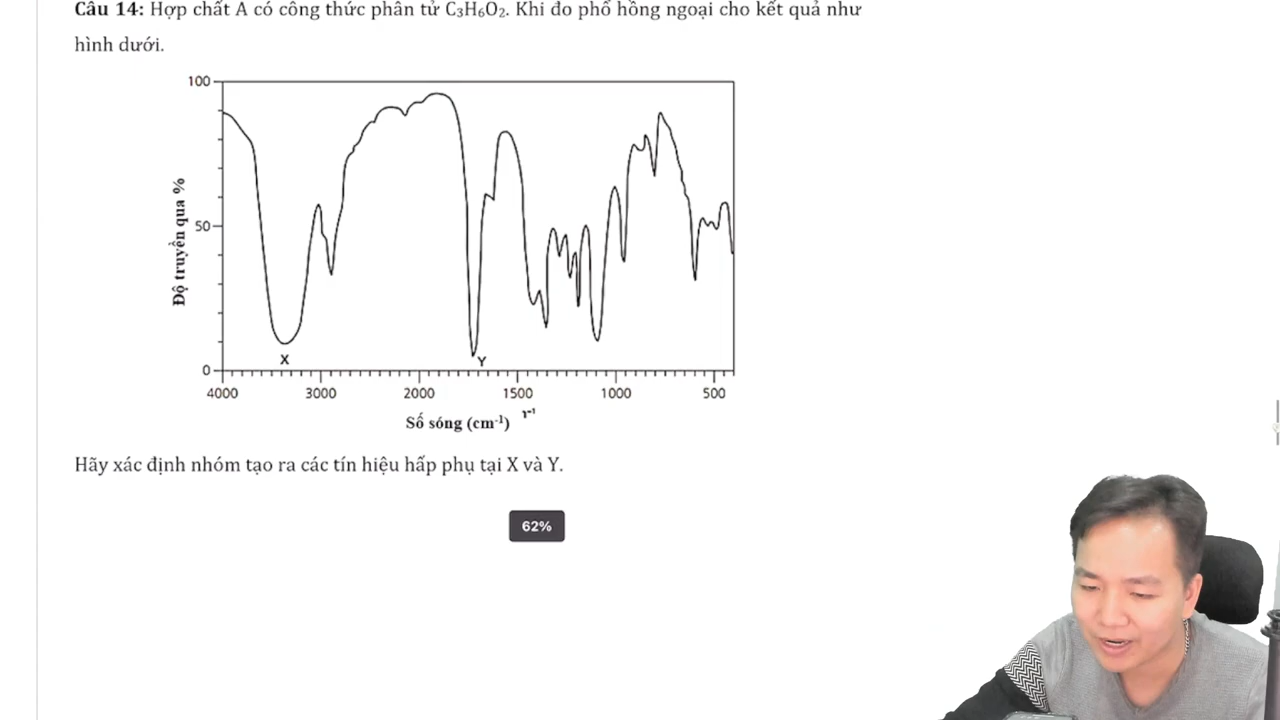 Câu 14: Hợp chất A có công thức phân tử C₃H₆O₂. Khi đo phổ hồng ngoại cho kết quả như
hình dưới.
100
50
0
Độ truyền qua %
X
Y
4000 3000 2000 1500 1000 500
Số sóng (cm⁻¹)
Hãy xác định nhóm tạo ra các tín hiệu hấp phụ tại X và Y.
62%